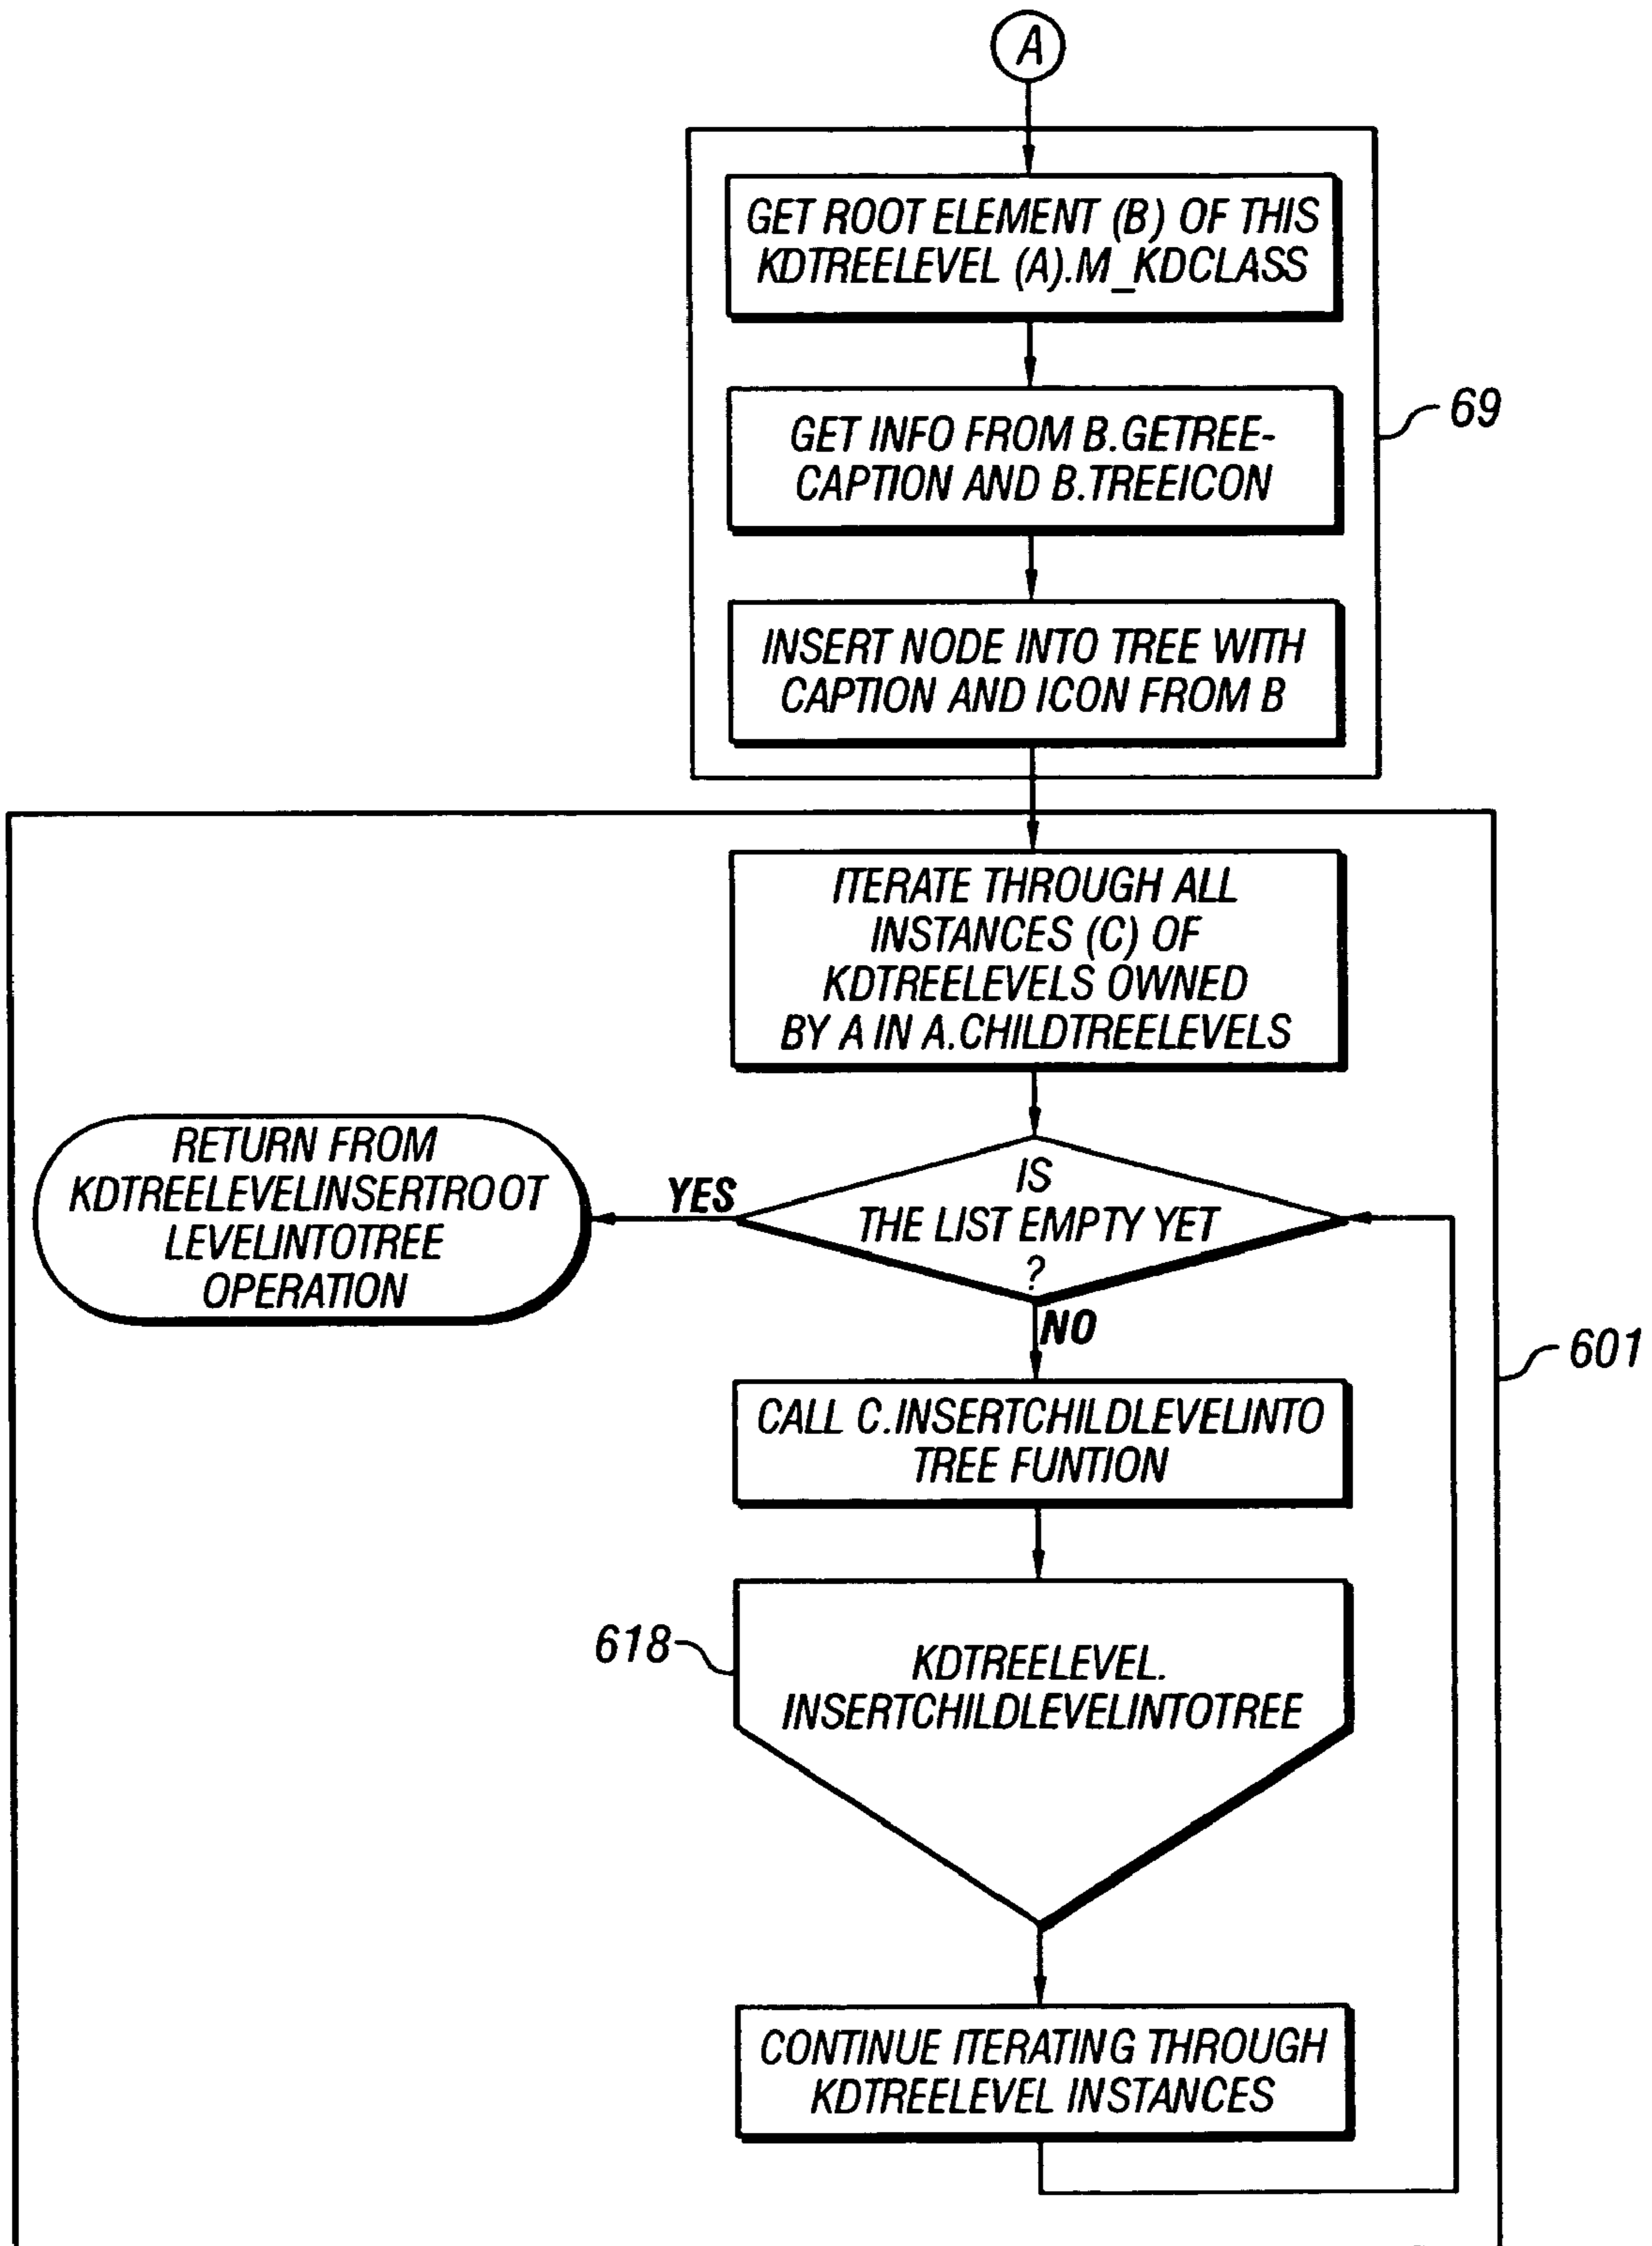 A
GET ROOT ELEMENT (B) OF THIS
KDTREELEVEL (A).M_KDCLASS
GET INFO FROM B.GETREE-
CAPTION AND B.TREEICON
69
INSERT NODE INTO TREE WITH
CAPTION AND ICON FROM B
ITERATE THROUGH ALL
INSTANCES (C) OF
KDTREELEVELS OWNED
BY A IN A.CHILDTREELEVELS
RETURN FROM
KDTREELEVELINSERTROOT
LEVELINTOTREE
OPERATION
YES
IS
THE LIST EMPTY YET
?
NO
601
CALL C.INSERTCHILDLEVELINTO
TREE FUNTION
618
KDTREELEVEL.
INSERTCHILDLEVELINTOTREE
CONTINUE ITERATING THROUGH
KDTREELEVEL INSTANCES